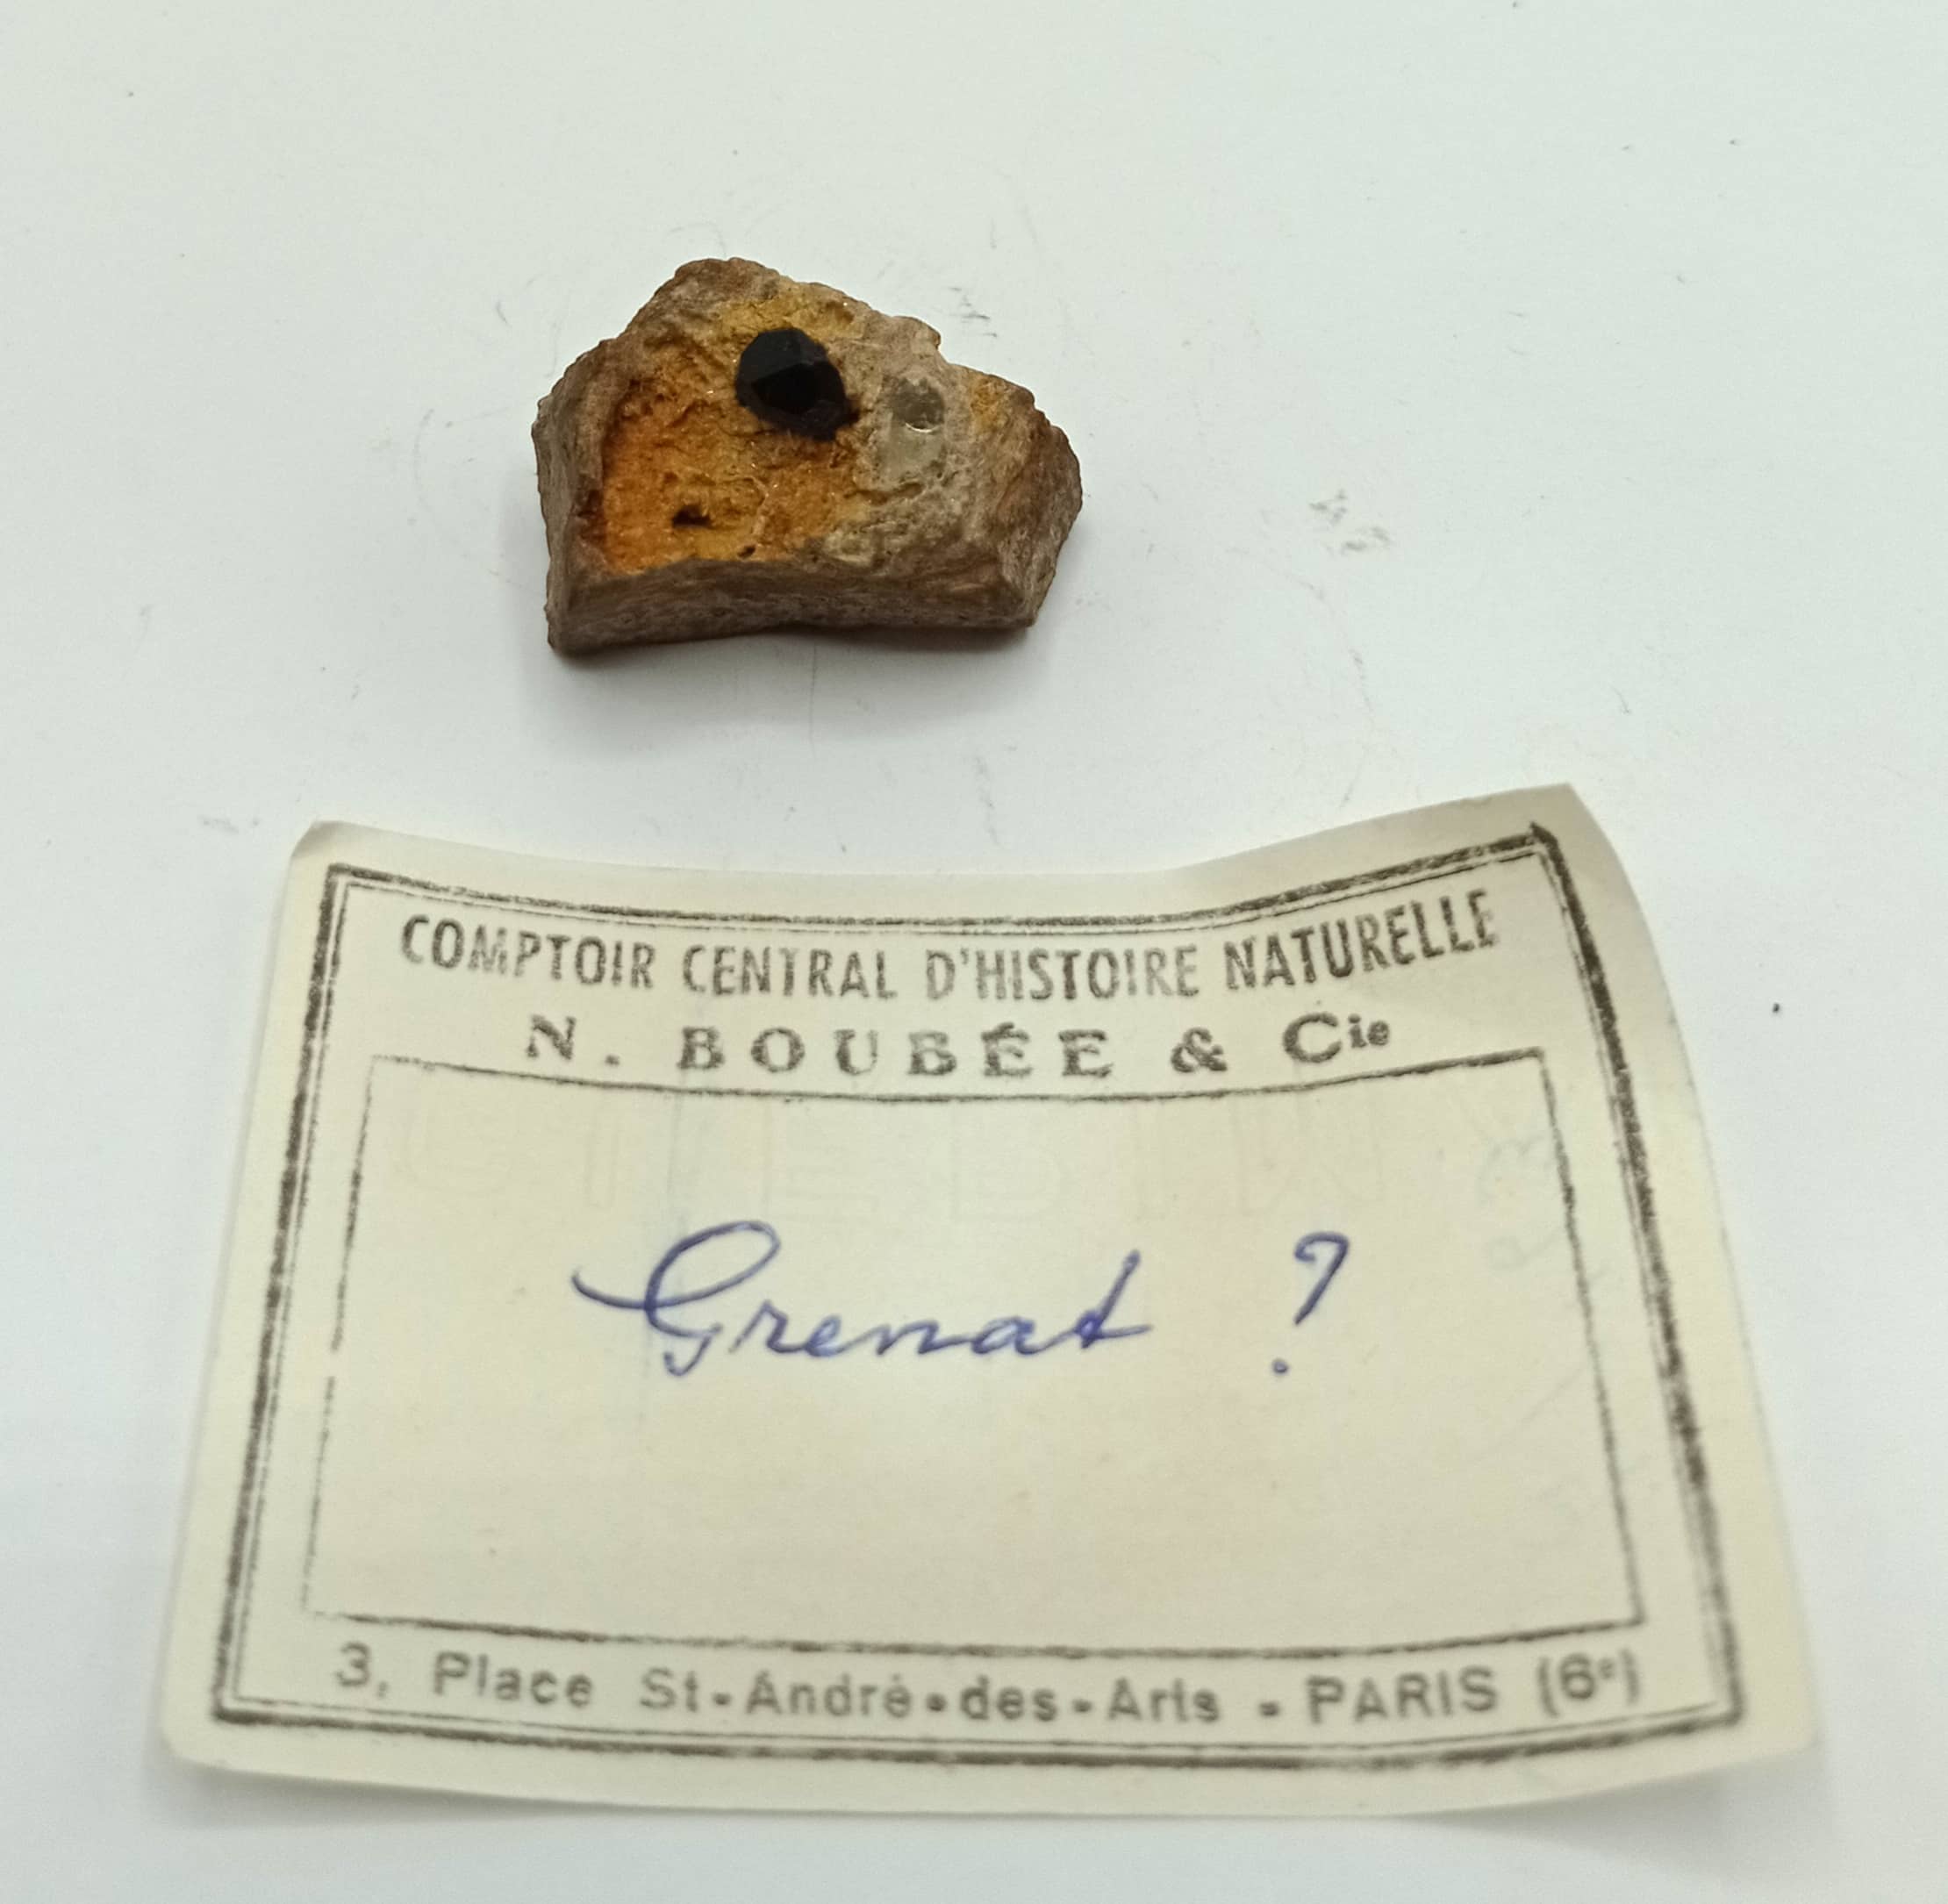 COMPTOIR CENTRAL D'HISTOIRE NATURELLE
N. BOUBÉE & Cie
Grenat ?
3, Place St-André-des-Arts - PARIS (6e)